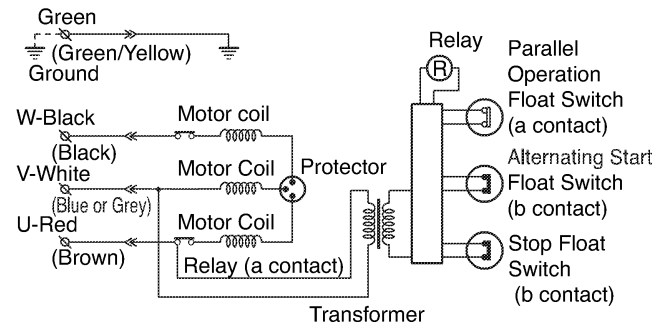 Green
(Green/Yellow)
Ground
Relay
R
Parallel
Operation
Float Switch
(a contact)
W-Black
(Black)
Motor coil
V-White
(Blue or Grey)
Motor Coil
Protector
Alternating Start
Float Switch
(b contact)
U-Red
(Brown)
Motor Coil
Relay (a contact)
Stop Float
Switch
(b contact)
Transformer